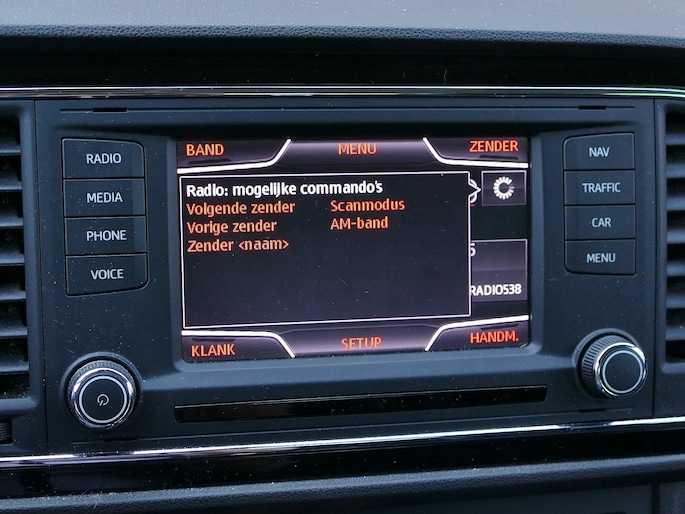 RADIO
MEDIA
PHONE
VOICE
BAND MENU ZENDER
Radio: mogelijke commando's
Volgende zender Scanmodus
Vorige zender AM-band
Zender <naam>
RADIO538
KLANK SETUP HANDM.
NAV
TRAFFIC
CAR
MENU